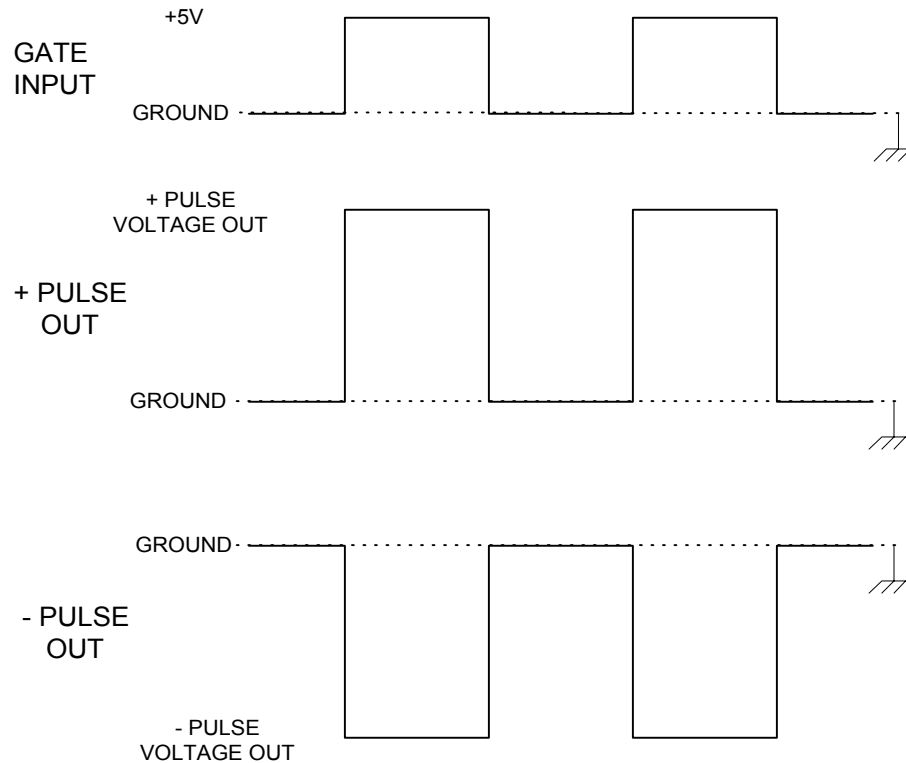 +5V
GATE
INPUT
GROUND
+ PULSE
VOLTAGE OUT
+ PULSE
OUT
GROUND
GROUND
- PULSE
OUT
- PULSE
VOLTAGE OUT